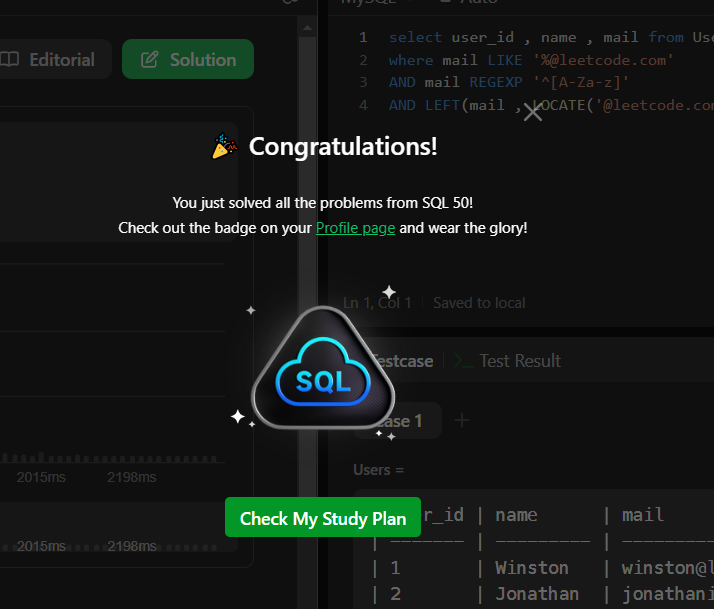 MySQL
Auto
Editorial
Solution
1 select user_id , name , mail from Use
2 where mail LIKE '%@leetcode.com'
3 AND mail REGEXP '^[A-Za-z]'
4 AND LEFT(mail , LOCATE('@leetcode.com
Congratulations!
You just solved all the problems from SQL 50!
Check out the badge on your Profile page and wear the glory!
Ln 1, Col 1
Saved to local
SQL
Testcase
>_ Test Result
Case 1 +
2015ms 2198ms
Users =
Check My Study Plan
| user_id | name | mail
| ------- | --------- | ---------
2015ms 2198ms
| 1 | Winston | winston@l
| 2 | Jonathan | jonathani